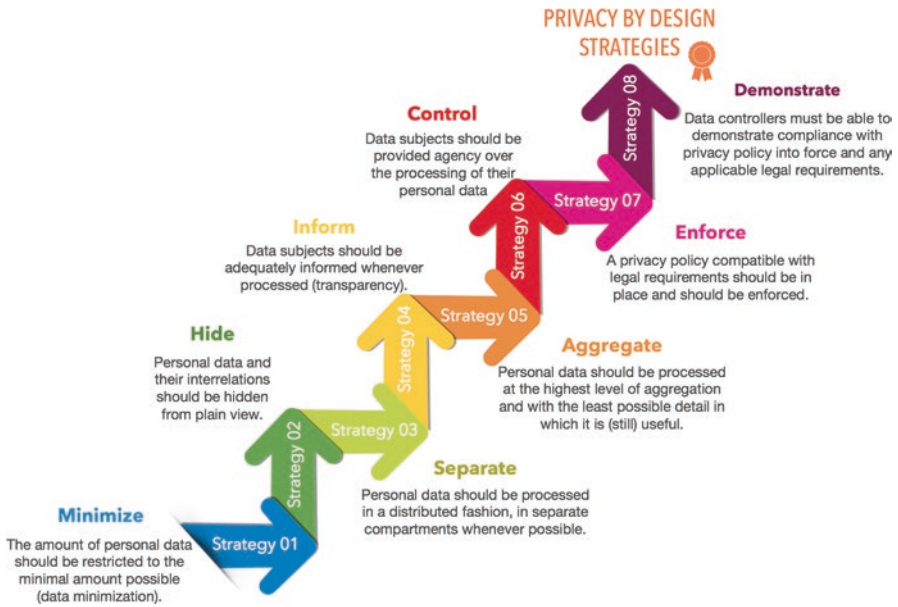 PRIVACY BY DESIGN
STRATEGIES
Strategy 08
Demonstrate
Data controllers must be able to
demonstrate compliance with
privacy policy into force and any
applicable legal requirements.
Control
Data subjects should be
provided agency over
the processing of their
personal data
Strategy 06
Strategy 07
Enforce
A privacy policy compatible with
legal requirements should be in
place and should be enforced.
Inform
Data subjects should be
adequately informed whenever
processed (transparency).
Strategy 04
Strategy 05
Aggregate
Personal data should be processed
at the highest level of aggregation
and with the least possible detail in
which it is (still) useful.
Hide
Personal data and
their interrelations
should be hidden
from plain view.
Strategy 02
Strategy 03
Separate
Personal data should be processed
in a distributed fashion, in separate
compartments whenever possible.
Minimize
The amount of personal data
should be restricted to the
minimal amount possible
(data minimization).
Strategy 01